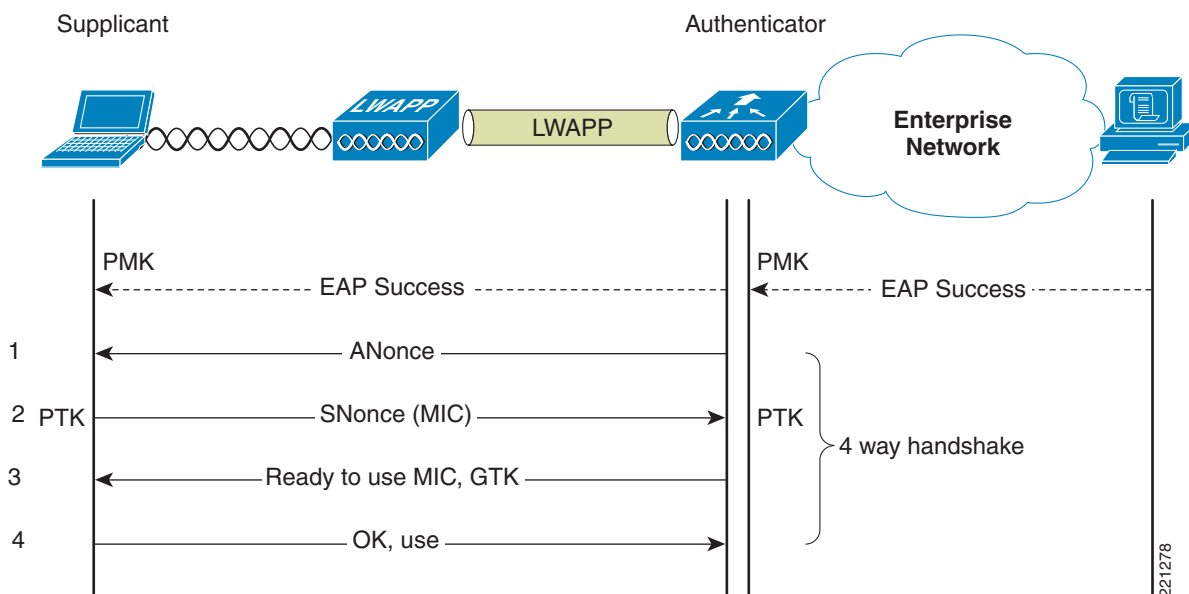 Supplicant
Authenticator
LWAPP
LWAPP
Enterprise
Network
PMK
EAP Success
PMK
EAP Success
1
ANonce
2
PTK
SNonce (MIC)
PTK
4 way handshake
3
Ready to use MIC, GTK
4
OK, use
221278